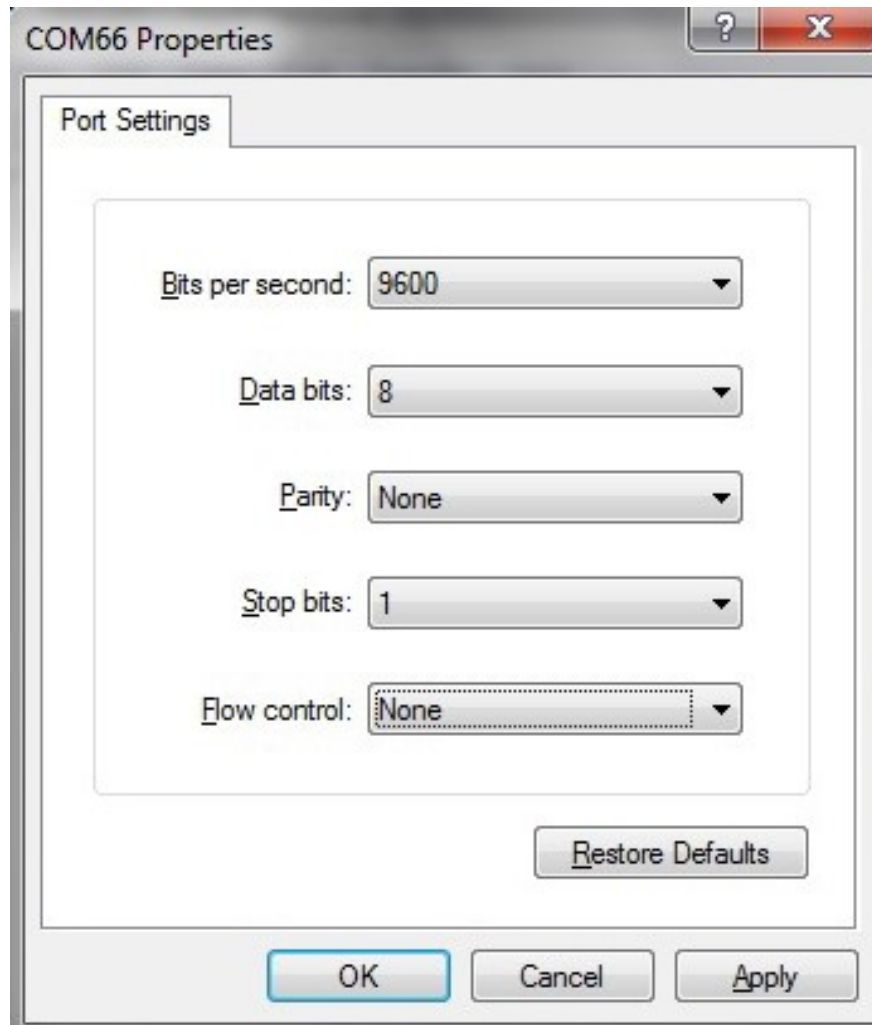 COM66 Properties
?
Port Settings
Bits per second: 9600
Data bits: 8
Parity: None
Stop bits: 1
Flow control: None
Restore Defaults
OK Cancel Apply